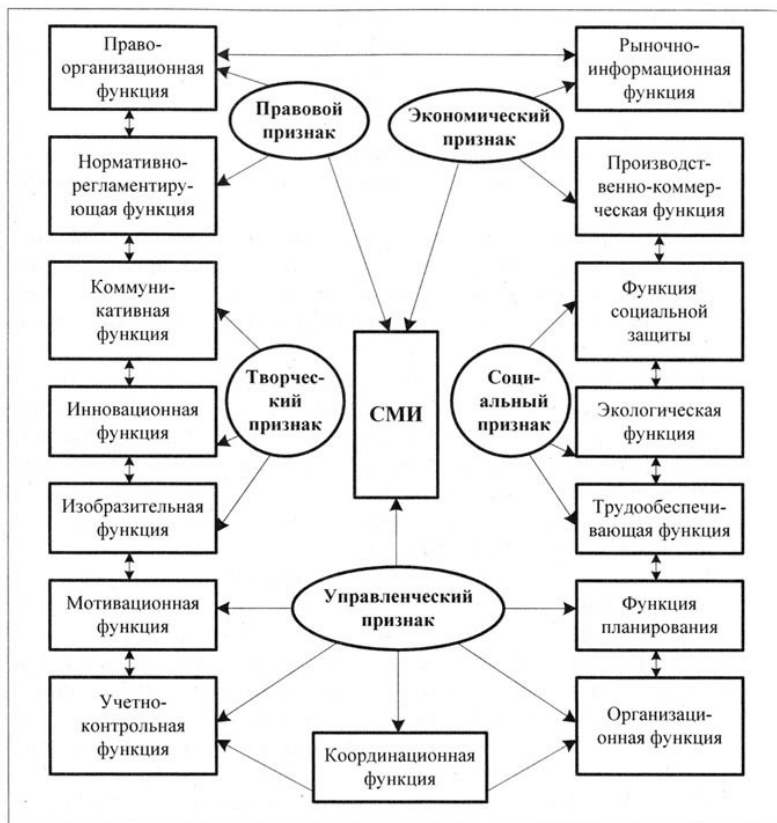 Право-
организационная
функция
Рыночно-
информационная
функция
Правовой
признак
Экономический
признак
Нормативно-
регламентирую-
ющая функция
Производст-
венно-коммер-
ческая функция
Коммуни-
кативная
функция
Функция
социальной
защиты
Творчес-
кий
признак
СМИ
Соци-
альный
признак
Инновационная
функция
Экологическая
функция
Изобразительная
функция
Трудообеспечи-
вающая функция
Мотивационная
функция
Управленческий
признак
Функция
планирования
Учетно-
контрольная
функция
Координационная
функция
Организаци-
онная функция